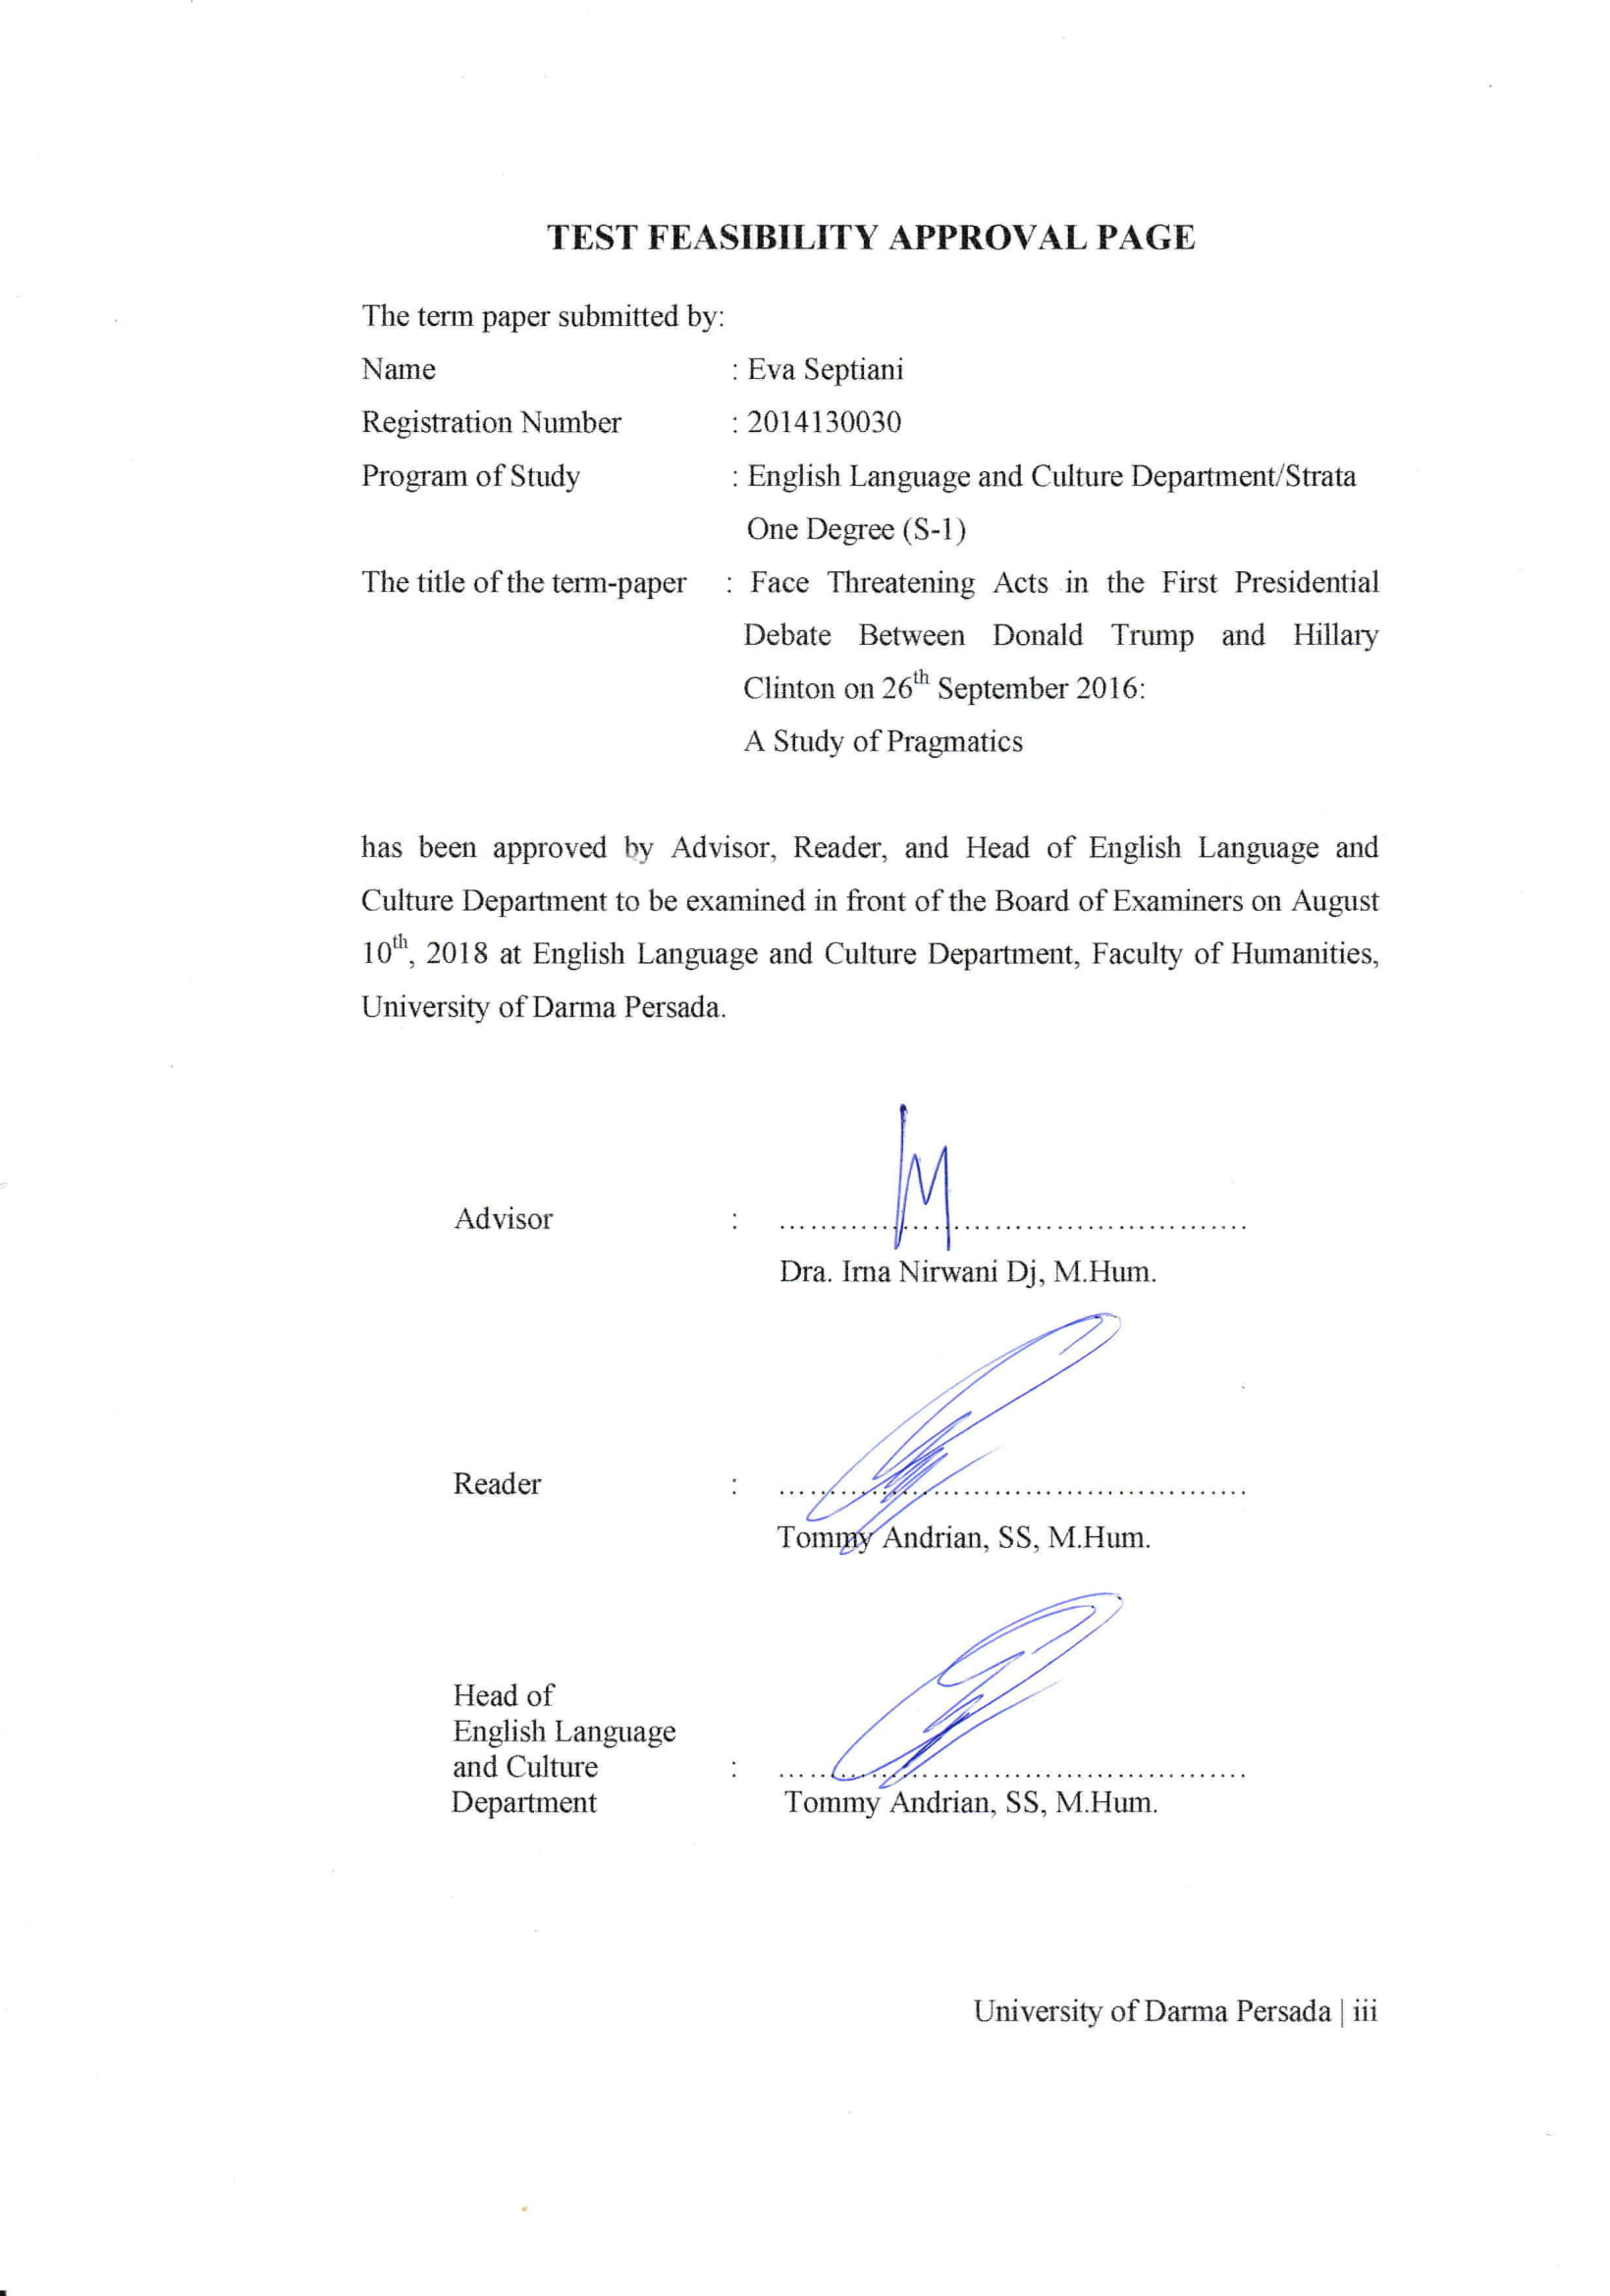 TEST FEASIBILITY APPROVAL PAGE
The term paper submitted by:
Name : Eva Septiani
Registration Number : 2014130030
Program of Study : English Language and Culture Department/Strata
One Degree (S-1)
The title of the term-paper : Face Threatening Acts in the First Presidential
Debate Between Donald Trump and Hillary
Clinton on 26th September 2016:
A Study of Pragmatics
has been approved by Advisor, Reader, and Head of English Language and
Culture Department to be examined in front of the Board of Examiners on August
10th, 2018 at English Language and Culture Department, Faculty of Humanities,
University of Darma Persada.
Advisor : ................................................
Dra. Irna Nirwani Dj, M.Hum.
Reader : ................................................
Tommy Andrian, SS, M.Hum.
Head of
English Language
and Culture : ................................................
Department Tommy Andrian, SS, M.Hum.
University of Darma Persada | iii